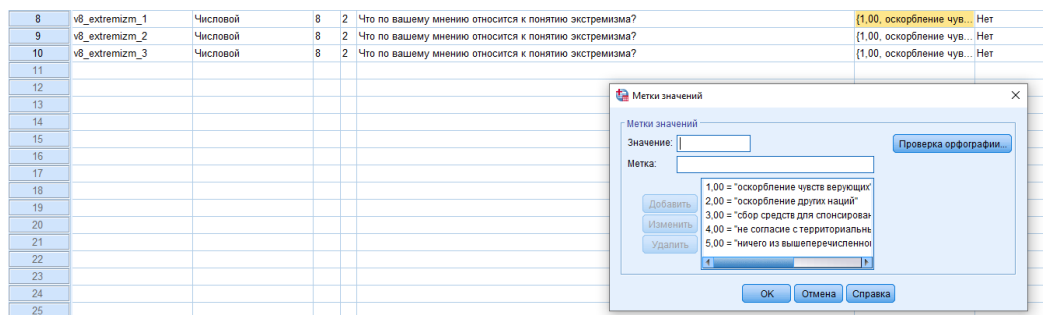 8 v8_extremizm_1 Числовой 8 2 Что по вашему мнению относится к понятию экстремизма? {1,00, оскорбление чув... Нет
9 v8_extremizm_2 Числовой 8 2 Что по вашему мнению относится к понятию экстремизма? {1,00, оскорбление чув... Нет
10 v8_extremizm_3 Числовой 8 2 Что по вашему мнению относится к понятию экстремизма? {1,00, оскорбление чув... Нет
11
12
13
14
15
16
17
18
19
20
21
22
23
24
25
Метки значений
Метки значений
Значение:
Проверка орфографии...
Метка:
1,00 = "оскорбление чувств верующих"
Добавить
2,00 = "оскорбление других наций"
3,00 = "сбор средств для спонсирован
Изменить
4,00 = "не согласие с территориальны
Удалить
5,00 = "ничего из вышеперечисленног
OK Отмена Справка